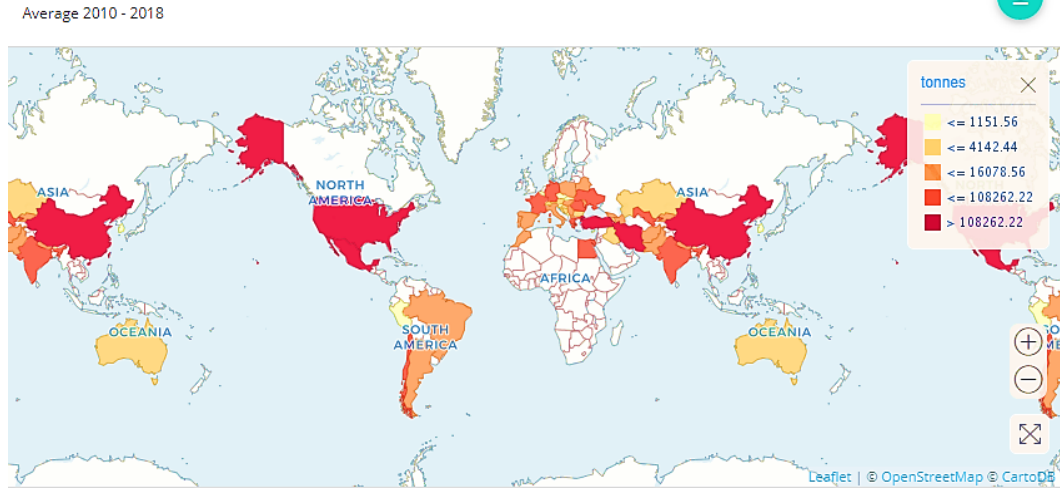 Average 2010 - 2018
tonnes
<= 1151.56
<= 4142.44
<= 16078.56
<= 108262.22
> 108262.22
ASIA
NORTH
AMERICA
ASIA
NORTH
AFRICA
OCEANIA
SOUTH
AMERICA
OCEANIA
Leaflet | © OpenStreetMap © CartoDB